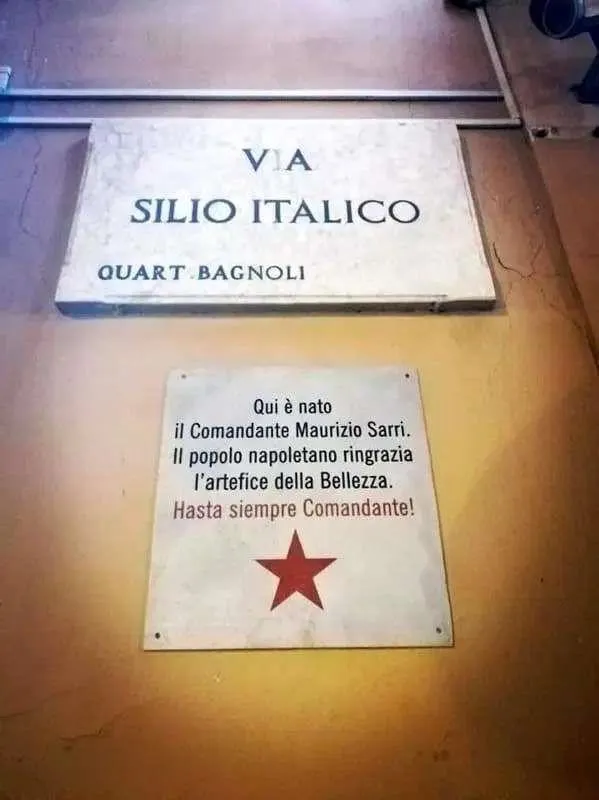 VIA
SILIO ITALICO
QUART. BAGNOLI
Qui è nato
il Comandante Maurizio Sarri.
Il popolo napoletano ringrazia
l'artefice della Bellezza.
Hasta siempre Comandante!